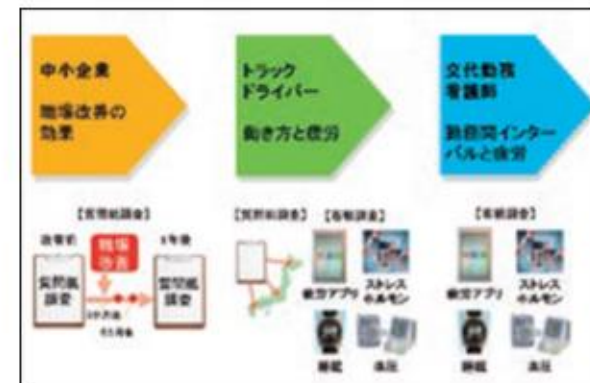 中小企業
職場改善の
効果
トラック
ドライバー
働き方と疲労
交代勤務
看護師
勤務間インター
バルと疲労
【質問紙調査】
改善前
職場
改善
1年後
質問紙
調査
質問紙
調査
【質問紙調査】
【客観調査】
疲労アプリ
ストレス
ホルモン
睡眠
血圧
【客観調査】
疲労アプリ
ストレス
ホルモン
睡眠
血圧